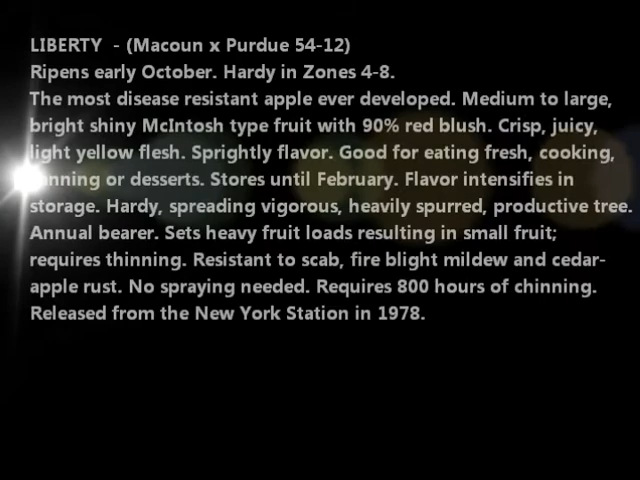 LIBERTY - (Macoun x Purdue 54-12)
Ripens early October. Hardy in Zones 4-8.
The most disease resistant apple ever developed. Medium to large,
bright shiny McIntosh type fruit with 90% red blush. Crisp, juicy,
light yellow flesh. Sprightly flavor. Good for eating fresh, cooking,
canning or desserts. Stores until February. Flavor intensifies in
storage. Hardy, spreading vigorous, heavily spurred, productive tree.
Annual bearer. Sets heavy fruit loads resulting in small fruit;
requires thinning. Resistant to scab, fire blight mildew and cedar-
apple rust. No spraying needed. Requires 800 hours of chinning.
Released from the New York Station in 1978.